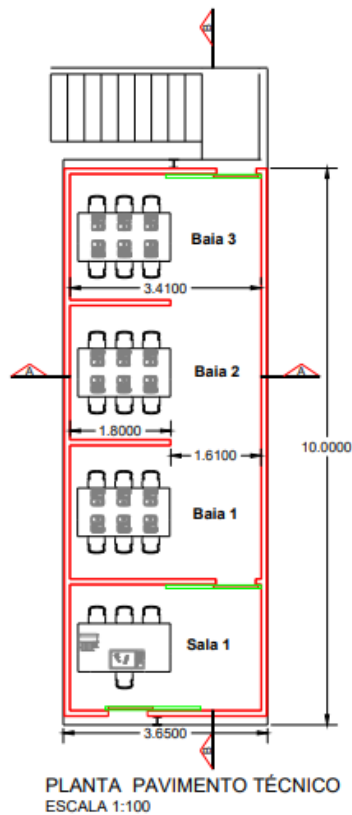 B
Baia 3
3.4100
A
Baia 2
A
1.8000
1.6100
10.0000
Baia 1
Sala 1
B
3.6500
PLANTA PAVIMENTO TÉCNICO
ESCALA 1:100